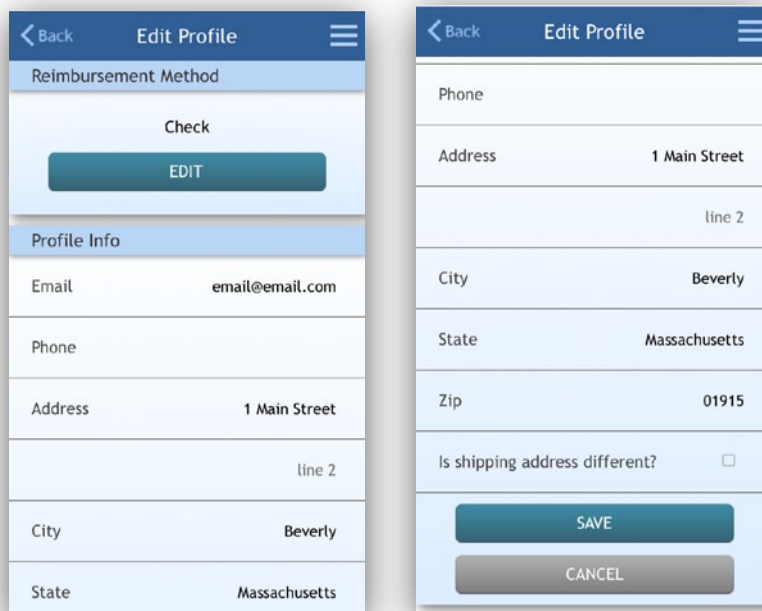 Back Edit Profile
Reimbursement Method
Check
EDIT
Profile Info
Email email@email.com
Phone
Address 1 Main Street
line 2
City Beverly
State Massachusetts
Back Edit Profile
Phone
Address 1 Main Street
line 2
City Beverly
State Massachusetts
Zip 01915
Is shipping address different?
SAVE
CANCEL